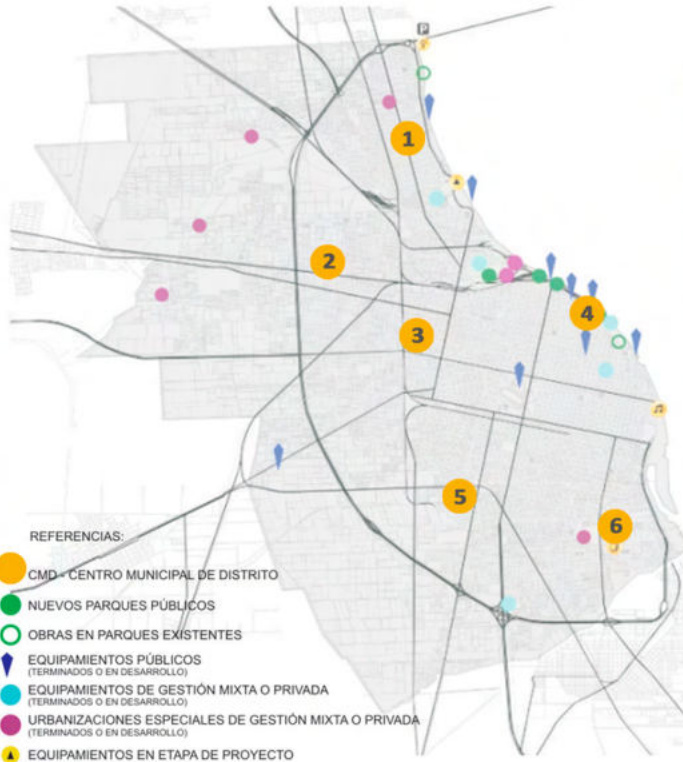 P
1
2
4
3
5
6
REFERENCIAS:
CMD - CENTRO MUNICIPAL DE DISTRITO
NUEVOS PARQUES PÚBLICOS
OBRAS EN PARQUES EXISTENTES
EQUIPAMIENTOS PÚBLICOS
(TERMINADOS O EN DESARROLLO)
EQUIPAMIENTOS DE GESTIÓN MIXTA O PRIVADA
(TERMINADOS O EN DESARROLLO)
URBANIZACIONES ESPECIALES DE GESTIÓN MIXTA O PRIVADA
(TERMINADOS O EN DESARROLLO)
EQUIPAMIENTOS EN ETAPA DE PROYECTO